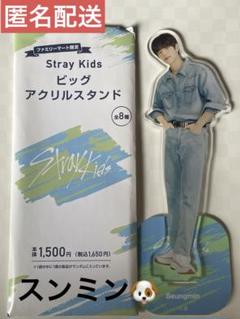 匿名配送
ファミリーマート限定
Stray Kids
ビッグ
アクリルスタンド
全8種
Stray Kids
本体価格 1,500円 (税込1,650円)
Seungmin
スンミン🐶